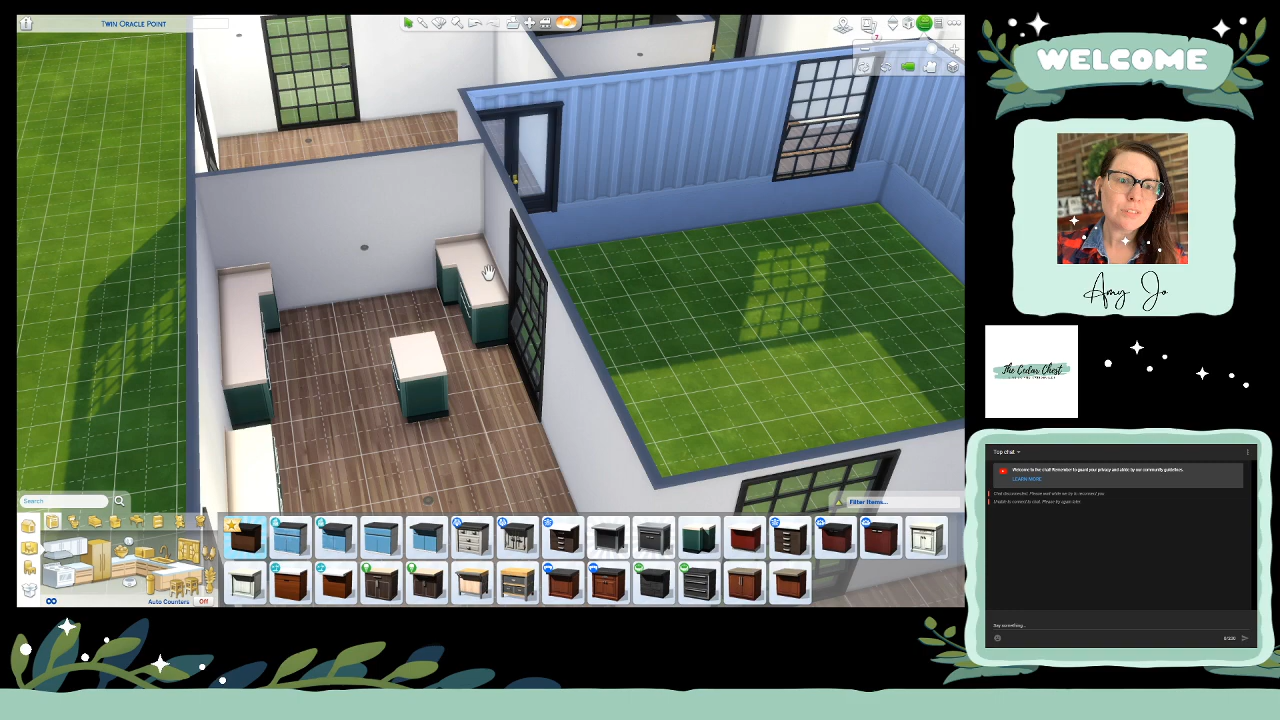 Twin Oracle Point
7
Search
Filter Items...
Auto Counters
Off
WELCOME
Amy Jo
The Cedar Chest
Top chat
Welcome to the chat! Remember to guard your privacy and abide by our community guidelines.
LEARN MORE
Chat disconnected. Please wait while we try to reconnect you.
Unable to connect to chat. Please try again later.
Say something...
0/200